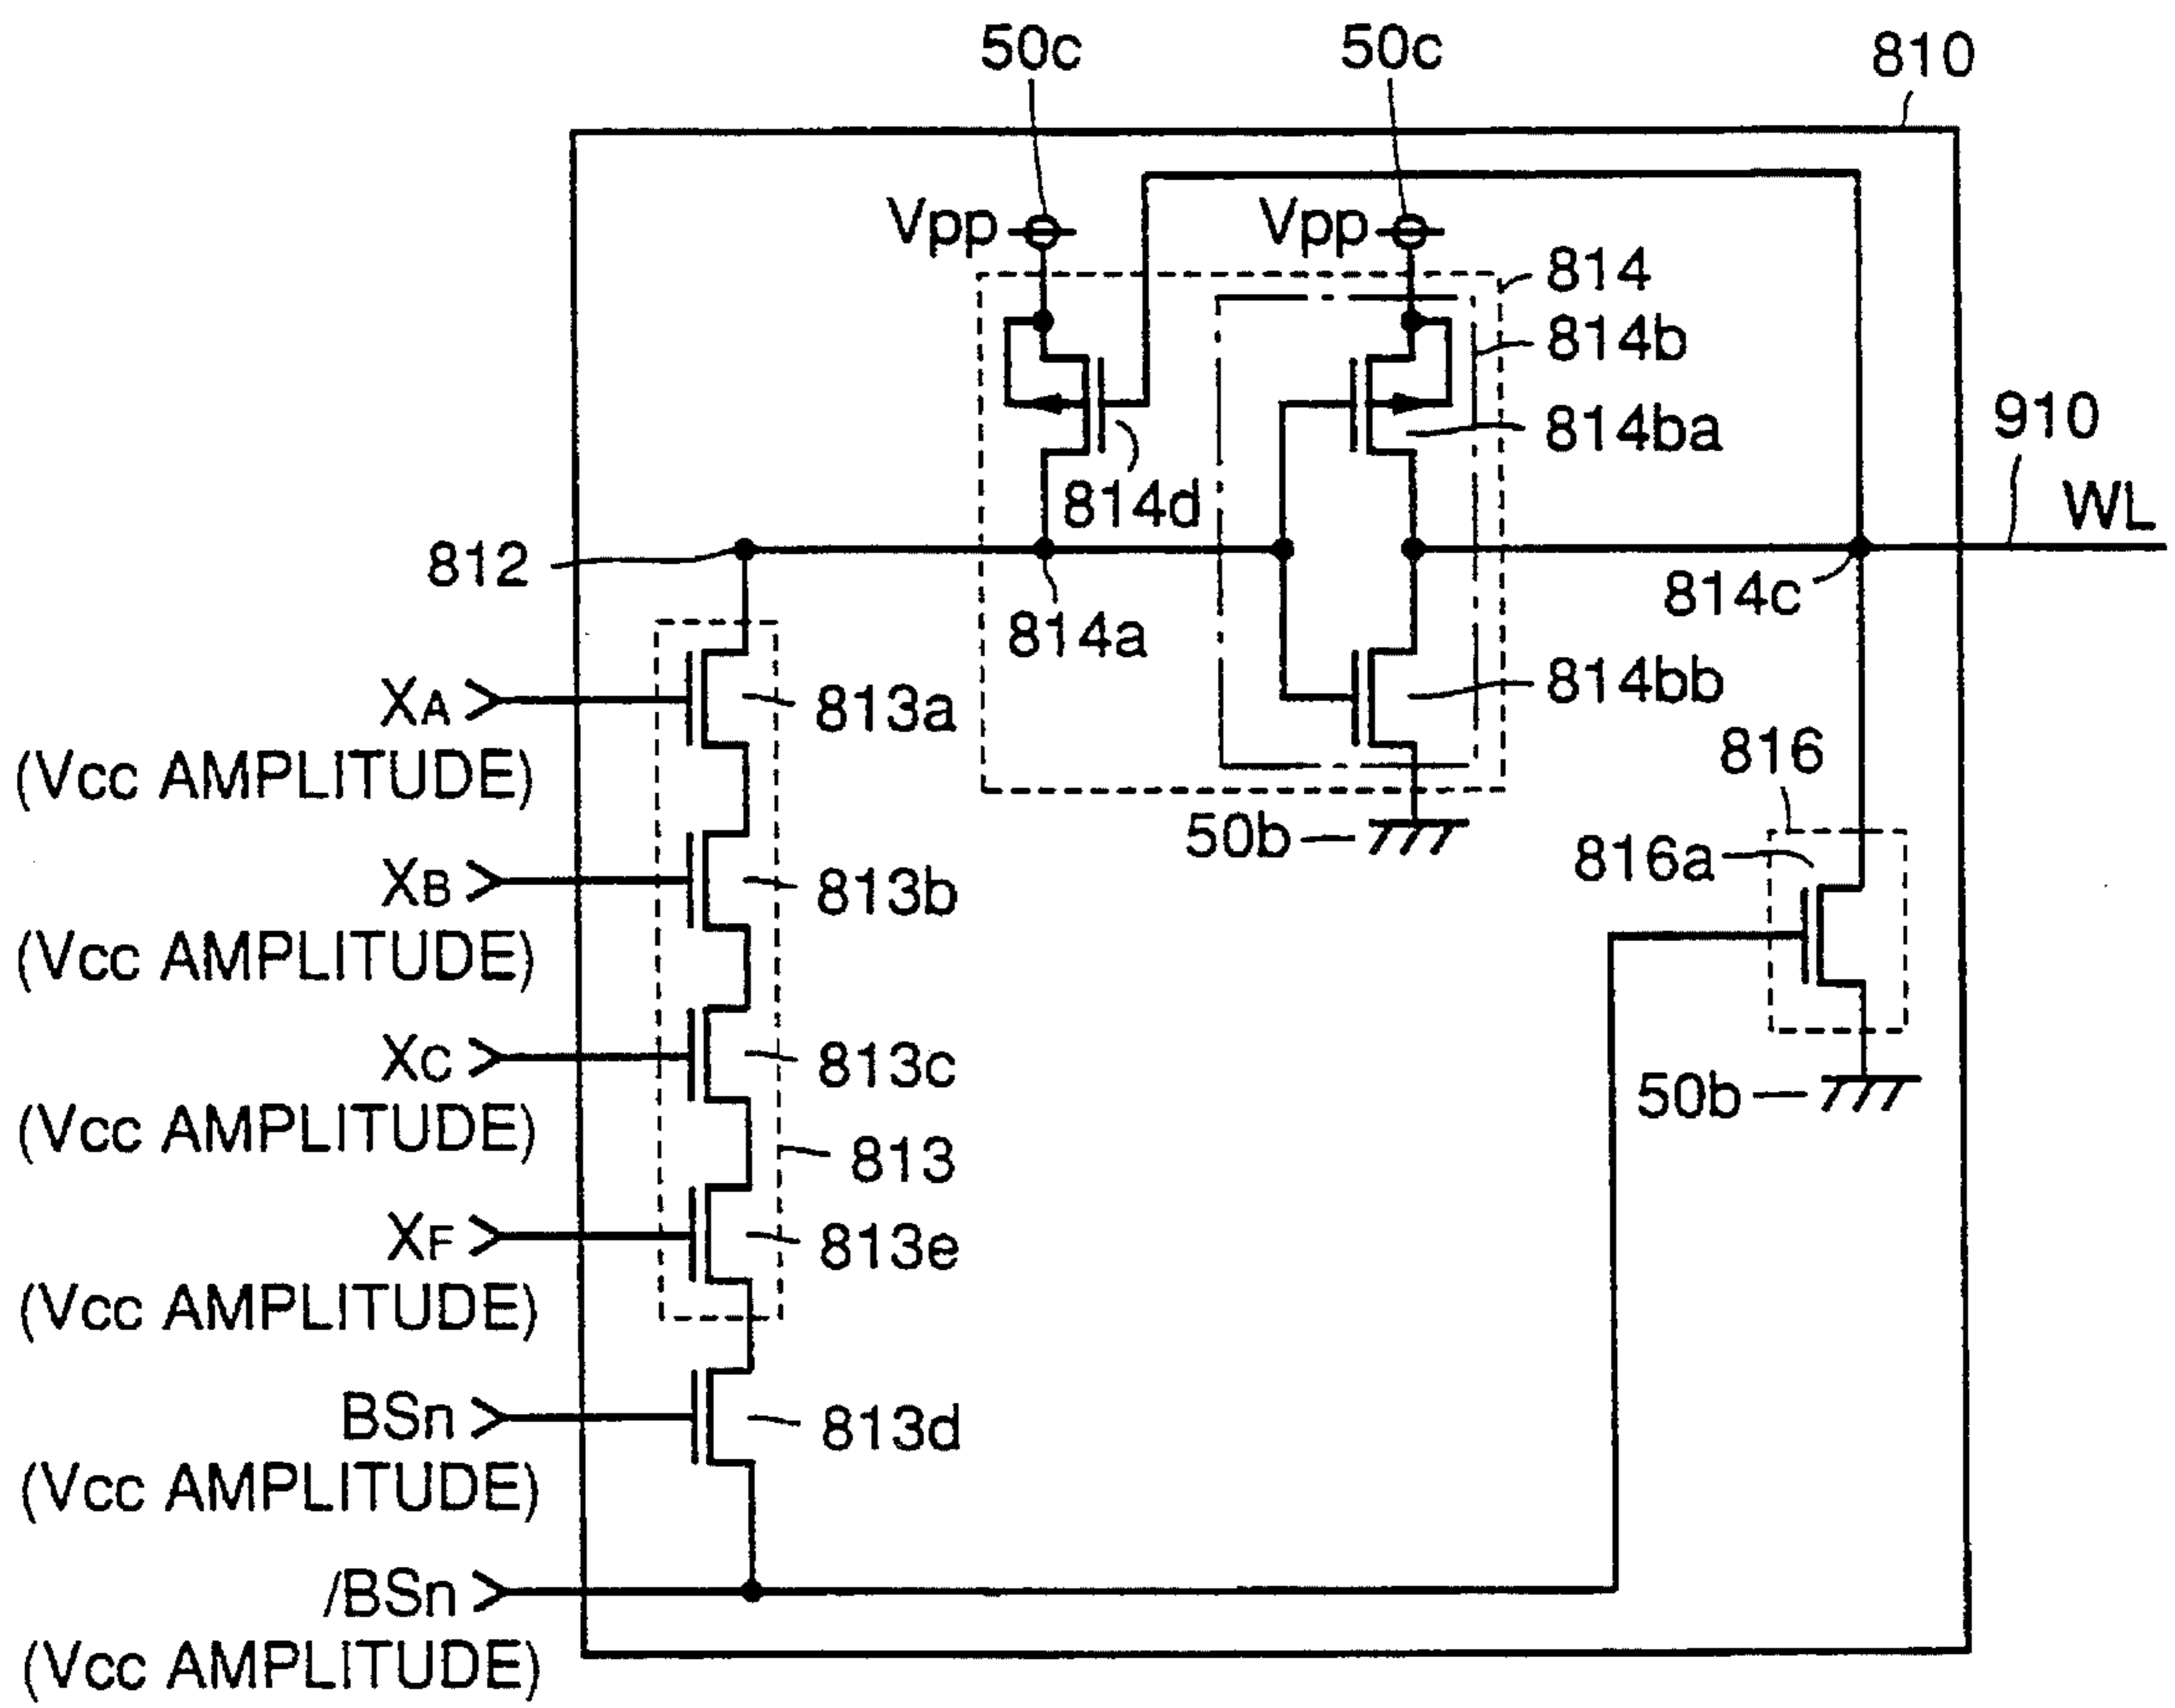 50c
50c
810
Vpp
Vpp
814
814b
814ba
910
WL
814d
812
814a
814c
814bb
XA
(Vcc AMPLITUDE)
813a
816
50b
816a
XB
(Vcc AMPLITUDE)
813b
XC
(Vcc AMPLITUDE)
813c
50b
813
XF
(Vcc AMPLITUDE)
813e
BSn
(Vcc AMPLITUDE)
813d
/BSn
(Vcc AMPLITUDE)